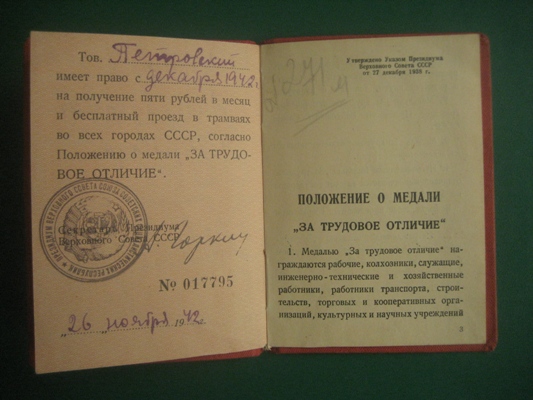 Тов. Петровский
имеет право с декабря 1942 г.
на получение пяти рублей в месяц
и бесплатный проезд в трамваях
во всех городах СССР, согласно
Положению о медали „ЗА ТРУДО-
ВОЕ ОТЛИЧИЕ“.
Секретарь Президиума
Верховного Совета СССР
Горкин
№ 017795
„26 ноября 1942 г.
Утверждено Указом Президиума
Верховного Совета СССР
от 27 декабря 1938 г.
ПОЛОЖЕНИЕ О МЕДАЛИ
„ЗА ТРУДОВОЕ ОТЛИЧИЕ“
1. Медалью „За трудовое отличие“ на-
граждаются рабочие, колхозники, служащие,
инженерно-технические и хозяйственные
работники, работники транспорта, строи-
тельств, торговых и кооперативных орга-
низаций, культурных и научных учреждений
3